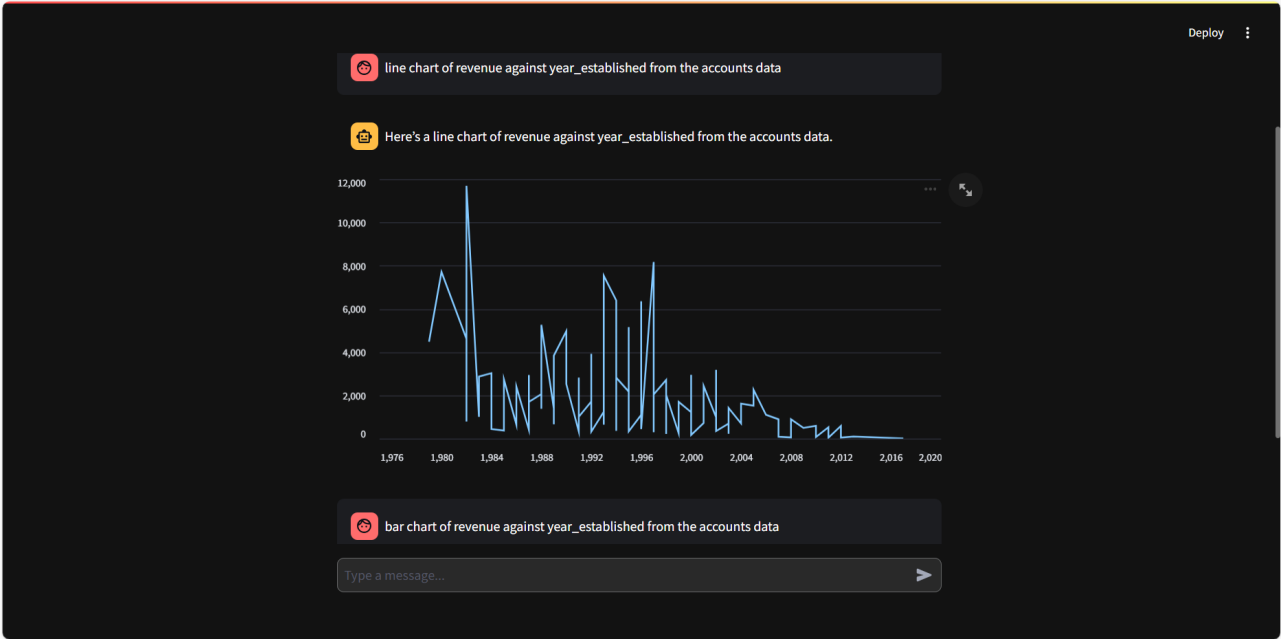 Deploy
line chart of revenue against year_established from the accounts data
Here's a line chart of revenue against year_established from the accounts data.
12,000
10,000
8,000
6,000
4,000
2,000
0
1,976 1,980 1,984 1,988 1,992 1,996 2,000 2,004 2,008 2,012 2,016 2,020
bar chart of revenue against year_established from the accounts data
Type a message...